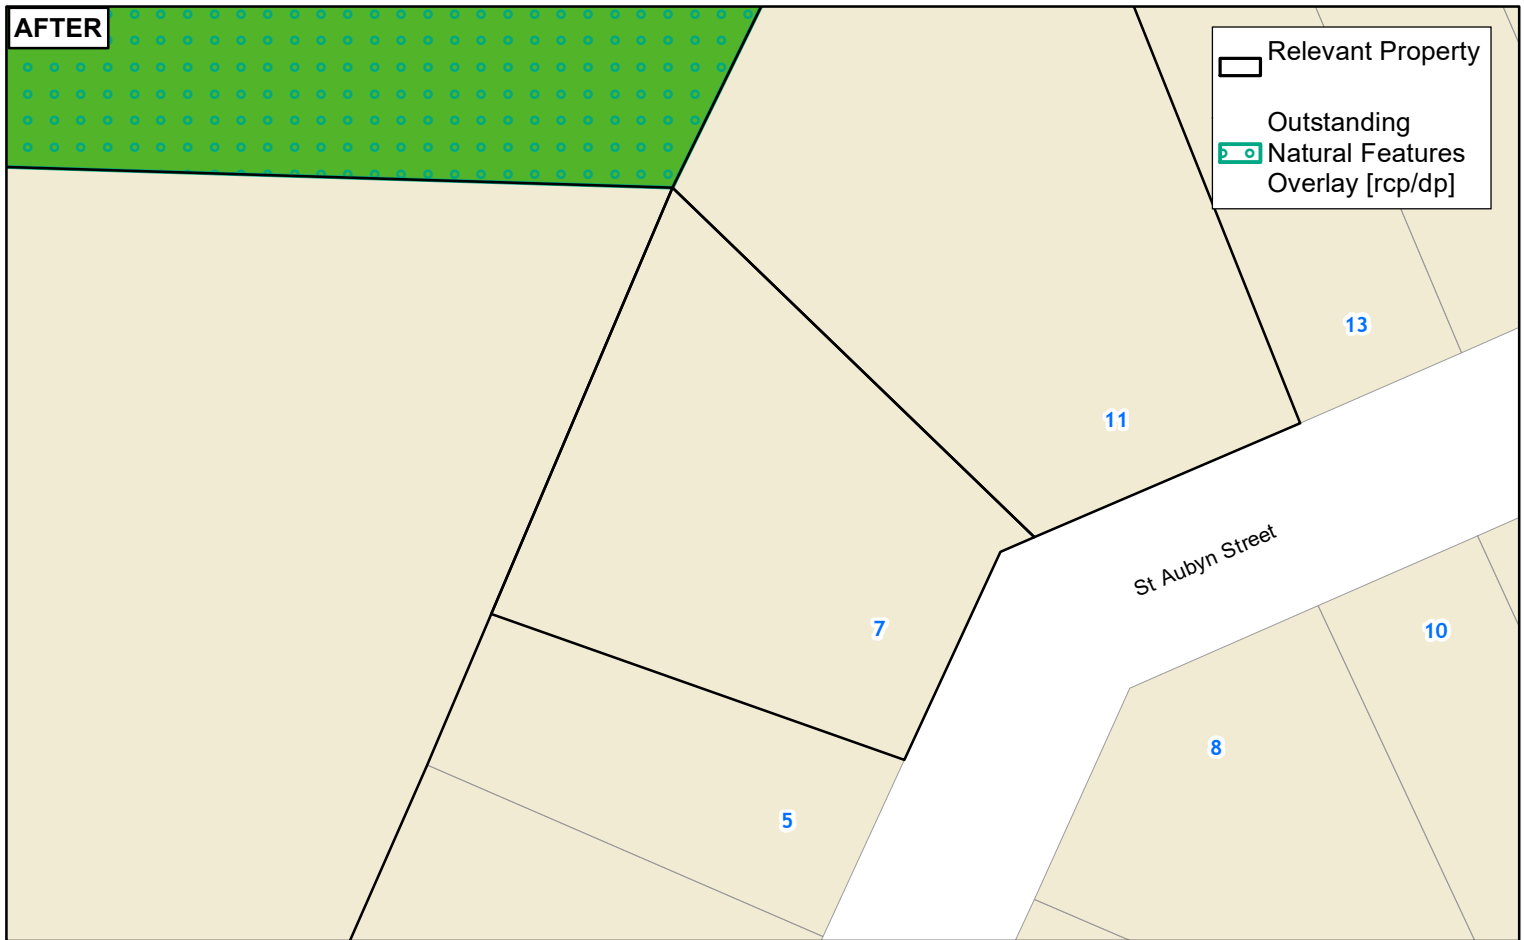 AFTER
Relevant Property
Outstanding
Natural Features
Overlay [rcp/dp]
13
11
St Aubyn Street
7
10
8
5